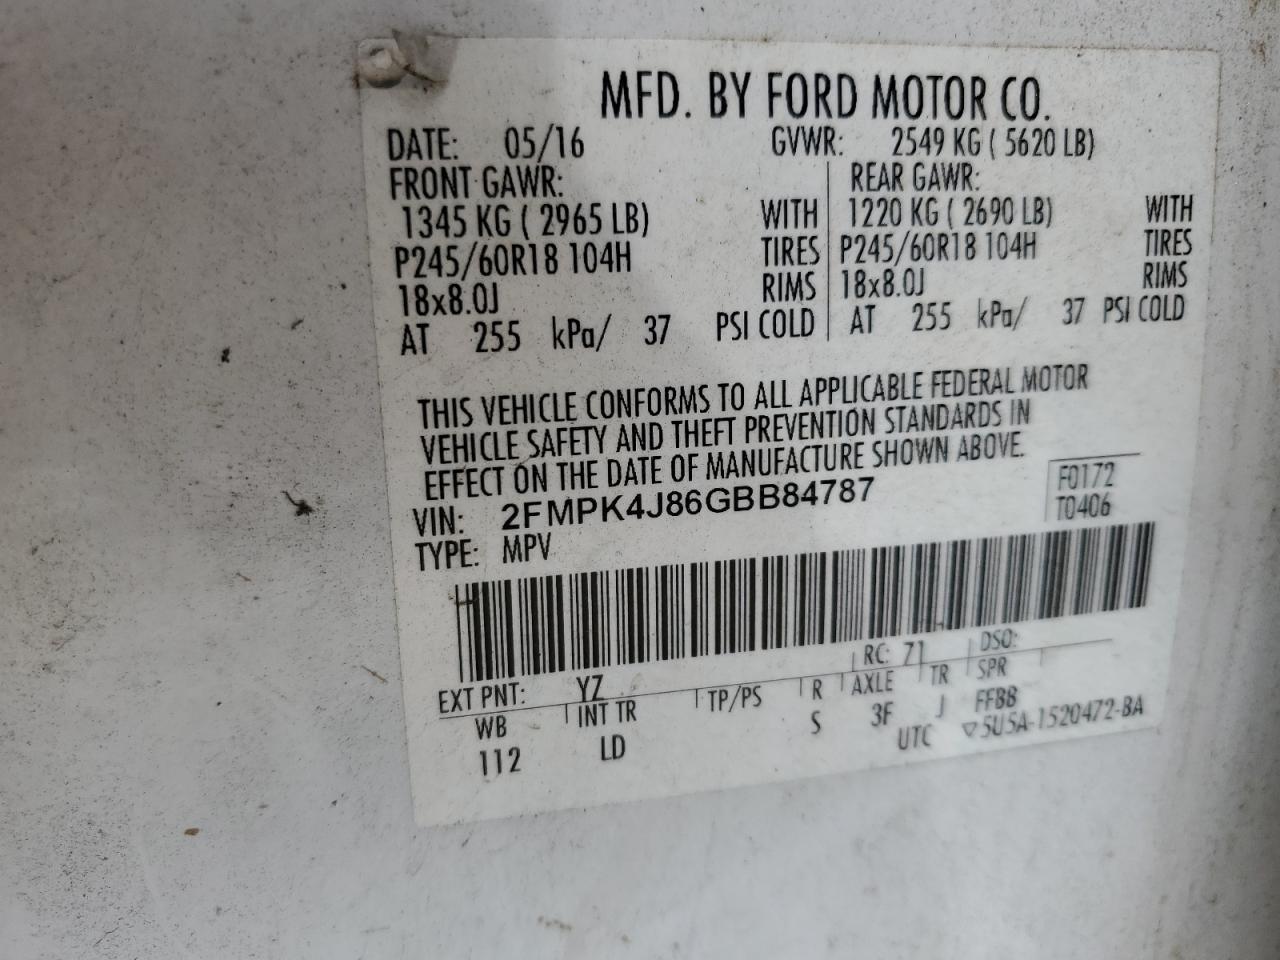 MFD. BY FORD MOTOR CO.
DATE: 05/16 GVWR: 2549 KG ( 5620 LB)
FRONT GAWR: REAR GAWR:
1345 KG ( 2965 LB) WITH 1220 KG ( 2690 LB) WITH
P245/60R18 104H TIRES P245/60R18 104H TIRES
18x8.0J RIMS 18x8.0J RIMS
AT 255 kPa/ 37 PSI COLD AT 255 kPa/ 37 PSI COLD
THIS VEHICLE CONFORMS TO ALL APPLICABLE FEDERAL MOTOR
VEHICLE SAFETY AND THEFT PREVENTION STANDARDS IN
EFFECT ON THE DATE OF MANUFACTURE SHOWN ABOVE.
F0172
VIN: 2FMPK4J86GBB84787
T0406
TYPE: MPV
EXT PNT: YZ RC: 71 DSO:
WB INT TR TP/PS R AXLE TR SPR
112 LD S 3F J FFBB
UTC ▽5U5A-1520472-BA